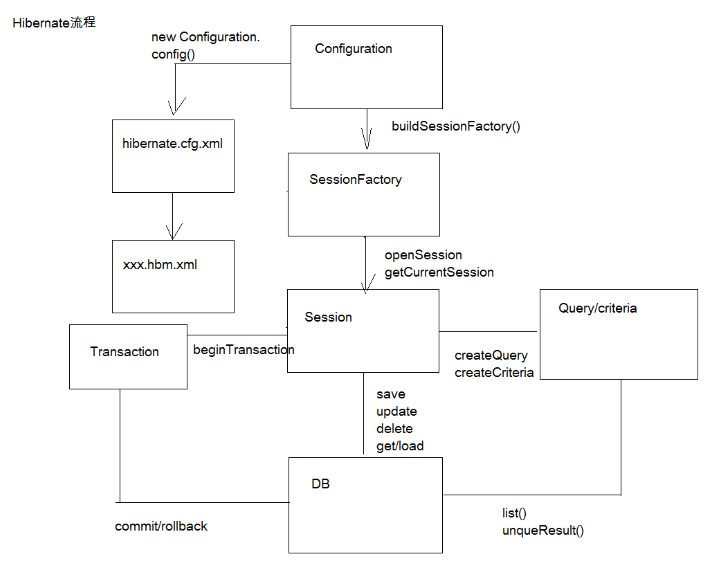 Hibernate流程
new Configuration.
config()
Configuration
buildSessionFactory()
hibernate.cfg.xml
SessionFactory
xxx.hbm.xml
openSession
getCurrentSession
Session
Query/criteria
Transaction
beginTransaction
createQuery
createCriteria
save
update
delete
get/load
DB
commit/rollback
list()
unqueResult()